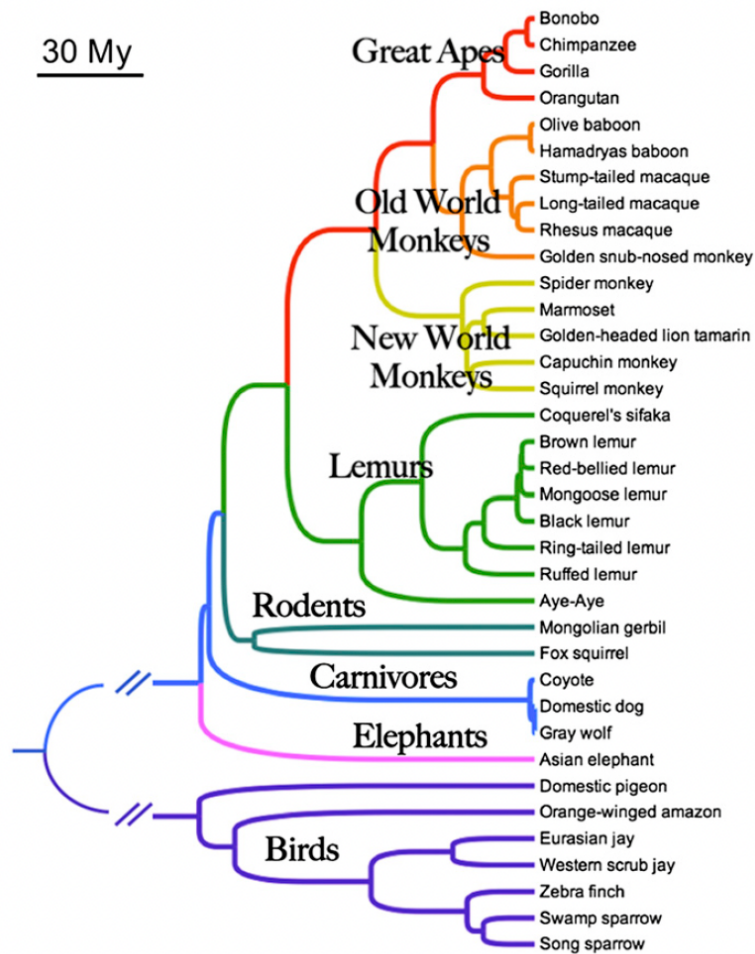 30 My
Great Apes
Bonobo
Chimpanzee
Gorilla
Orangutan
Olive baboon
Hamadryas baboon
Old World
Monkeys
Stump-tailed macaque
Long-tailed macaque
Rhesus macaque
Golden snub-nosed monkey
Spider monkey
Marmoset
New World
Monkeys
Golden-headed lion tamarin
Capuchin monkey
Squirrel monkey
Coquerel's sifaka
Lemurs
Brown lemur
Red-bellied lemur
Mongoose lemur
Black lemur
Ring-tailed lemur
Ruffed lemur
Aye-Aye
Rodents
Mongolian gerbil
Fox squirrel
Carnivores
Coyote
Domestic dog
Gray wolf
Elephants
Asian elephant
Domestic pigeon
Orange-winged amazon
Birds
Eurasian jay
Western scrub jay
Zebra finch
Swamp sparrow
Song sparrow